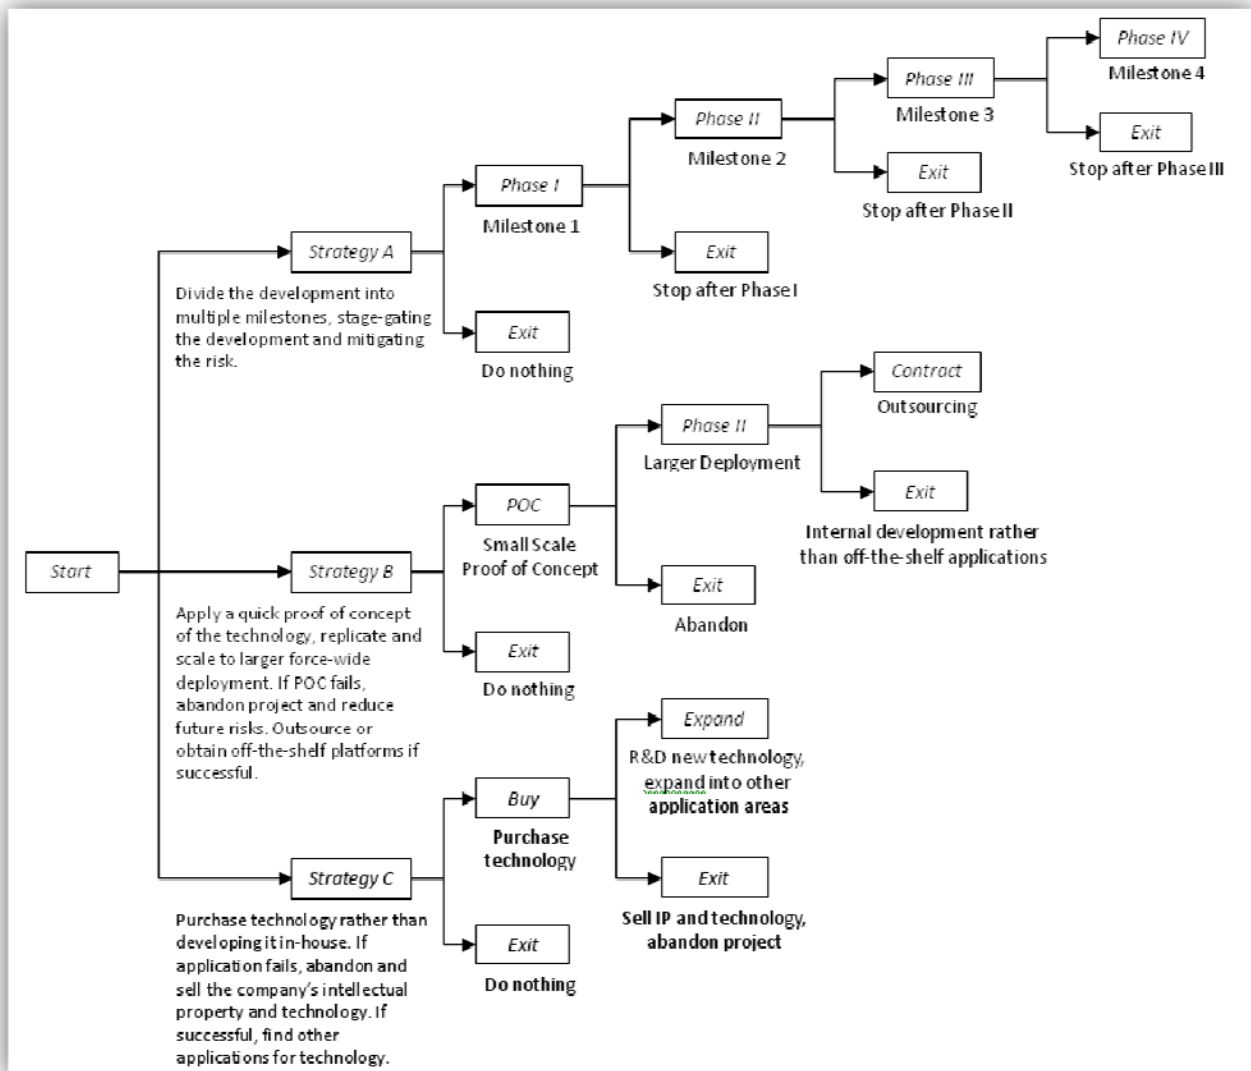 Phase IV
Milestone 4
Phase III
Milestone 3
Exit
Stop after Phase III
Phase II
Milestone 2
Exit
Stop after Phase II
Phase I
Milestone 1
Exit
Stop after Phase I
Strategy A
Divide the development into
multiple milestones, stage-gating
the development and mitigating
the risk.
Exit
Do nothing
Contract
Outsourcing
Phase II
Larger Deployment
Exit
Internal development rather
than off-the-shelf applications
POC
Small Scale
Proof of Concept
Exit
Abandon
Start
Strategy B
Apply a quick proof of concept
of the technology, replicate and
scale to larger force-wide
deployment. If POC fails,
abandon project and reduce
future risks. Outsource or
obtain off-the-shelf platforms if
successful.
Exit
Do nothing
Expand
R&D new technology,
expand into other
application areas
Buy
Purchase
technology
Exit
Sell IP and technology,
abandon project
Strategy C
Purchase technology rather than
developing it in-house. If
application fails, abandon and
sell the company's intellectual
property and technology. If
successful, find other
applications for technology.
Exit
Do nothing